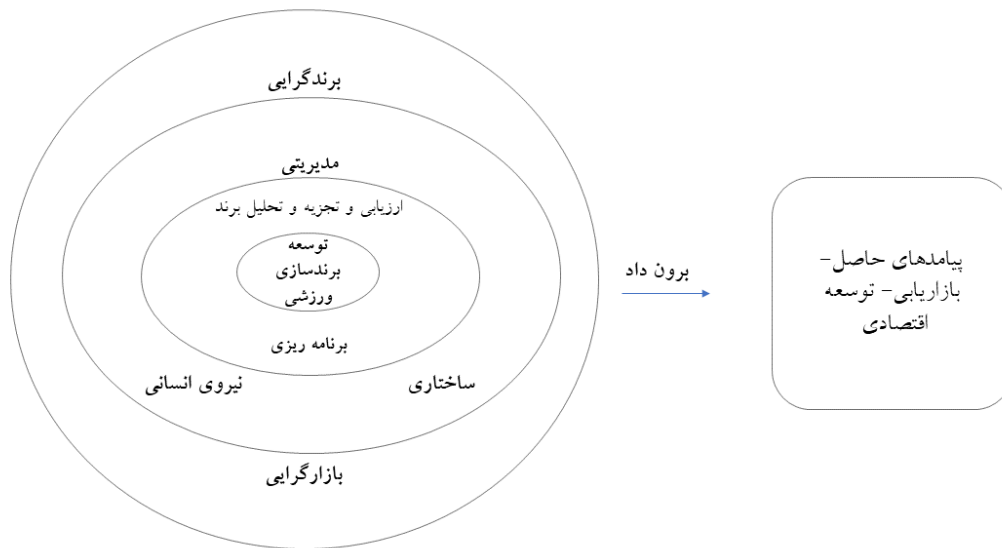 برندگرایی
مدیریتی
ارزیابی و تجزیه و تحلیل برند
توسعه
برندسازی
ورزشی
برنامه ریزی
ساختاری
نیروی انسانی
بازارگرایی
برون داد
پیامدهای حاصل-
بازاریابی- توسعه
اقتصادی